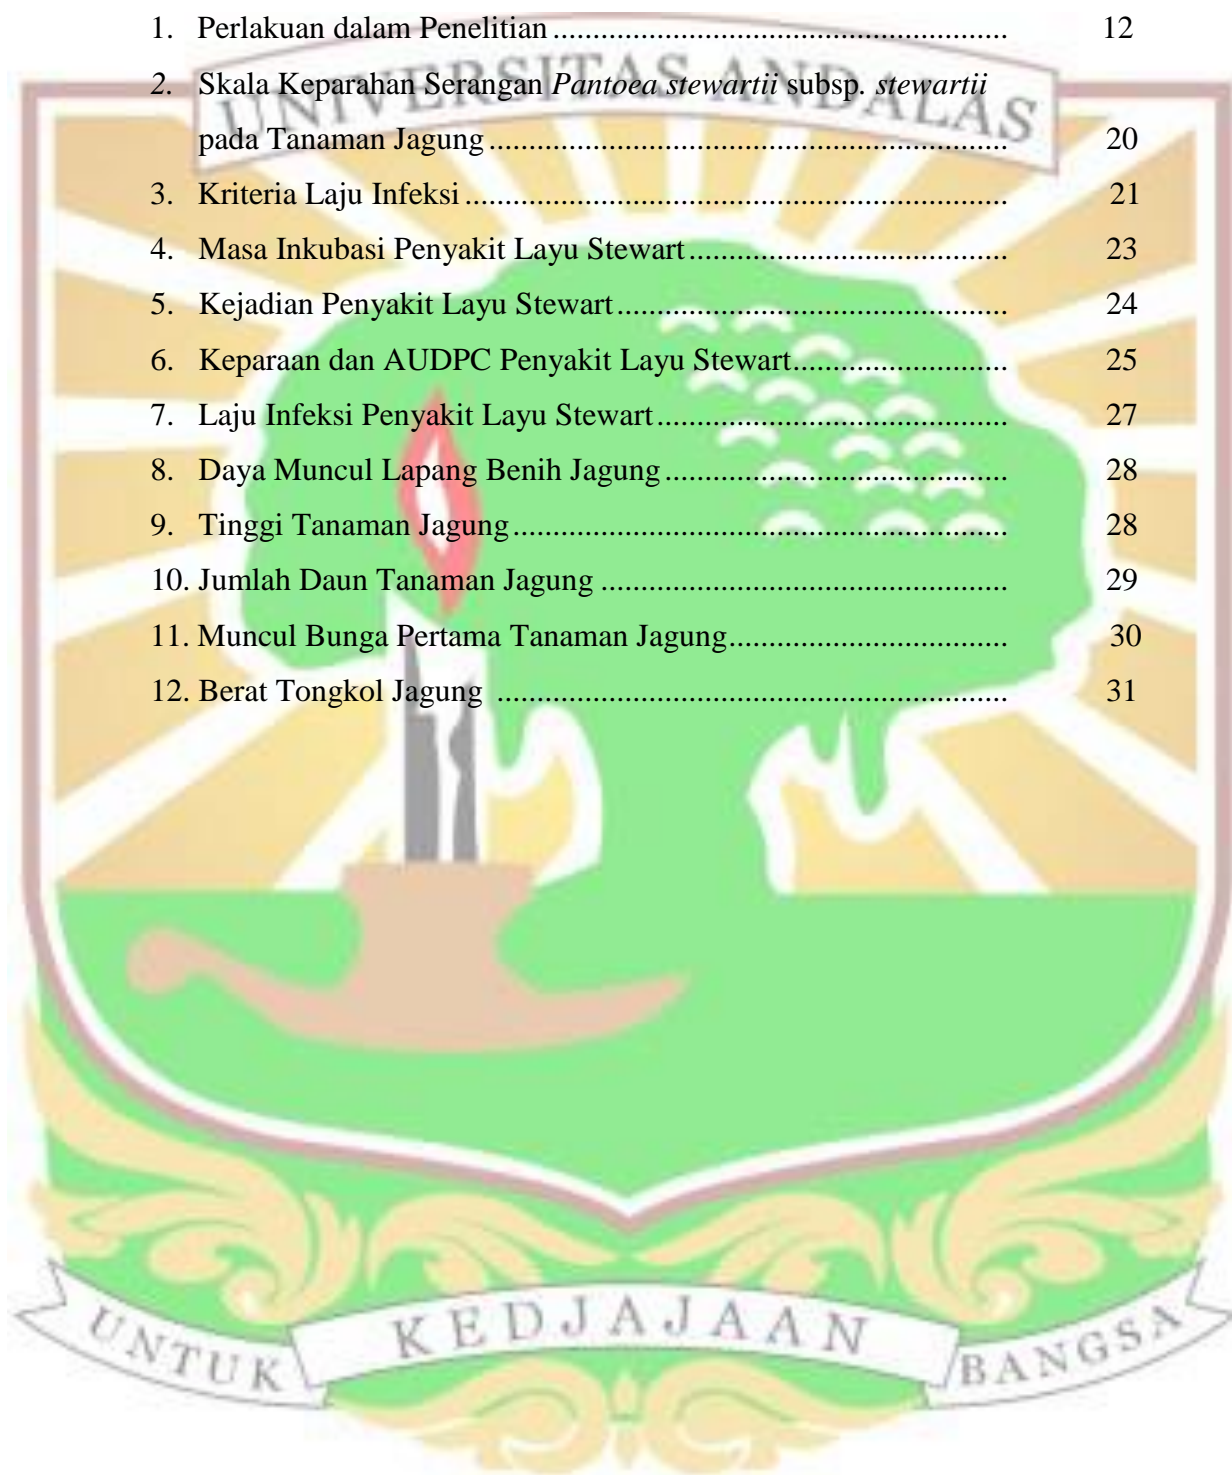 1. Perlakuan dalam Penelitian ........................................................ 12
UNIVERSITAS ANDALAS
2. Skala Keparahan Serangan Pantoea stewartii subsp. stewartii
pada Tanaman Jagung ................................................................ 20
3. Kriteria Laju Infeksi ................................................................... 21
4. Masa Inkubasi Penyakit Layu Stewart ....................................... 23
5. Kejadian Penyakit Layu Stewart ................................................ 24
6. Keparaan dan AUDPC Penyakit Layu Stewart .......................... 25
7. Laju Infeksi Penyakit Layu Stewart ........................................... 27
8. Daya Muncul Lapang Benih Jagung .......................................... 28
9. Tinggi Tanaman Jagung ............................................................. 28
10. Jumlah Daun Tanaman Jagung .................................................. 29
11. Muncul Bunga Pertama Tanaman Jagung .................................. 30
12. Berat Tongkol Jagung ............................................................... 31
UNTUK KEDJAJAAN BANGSA